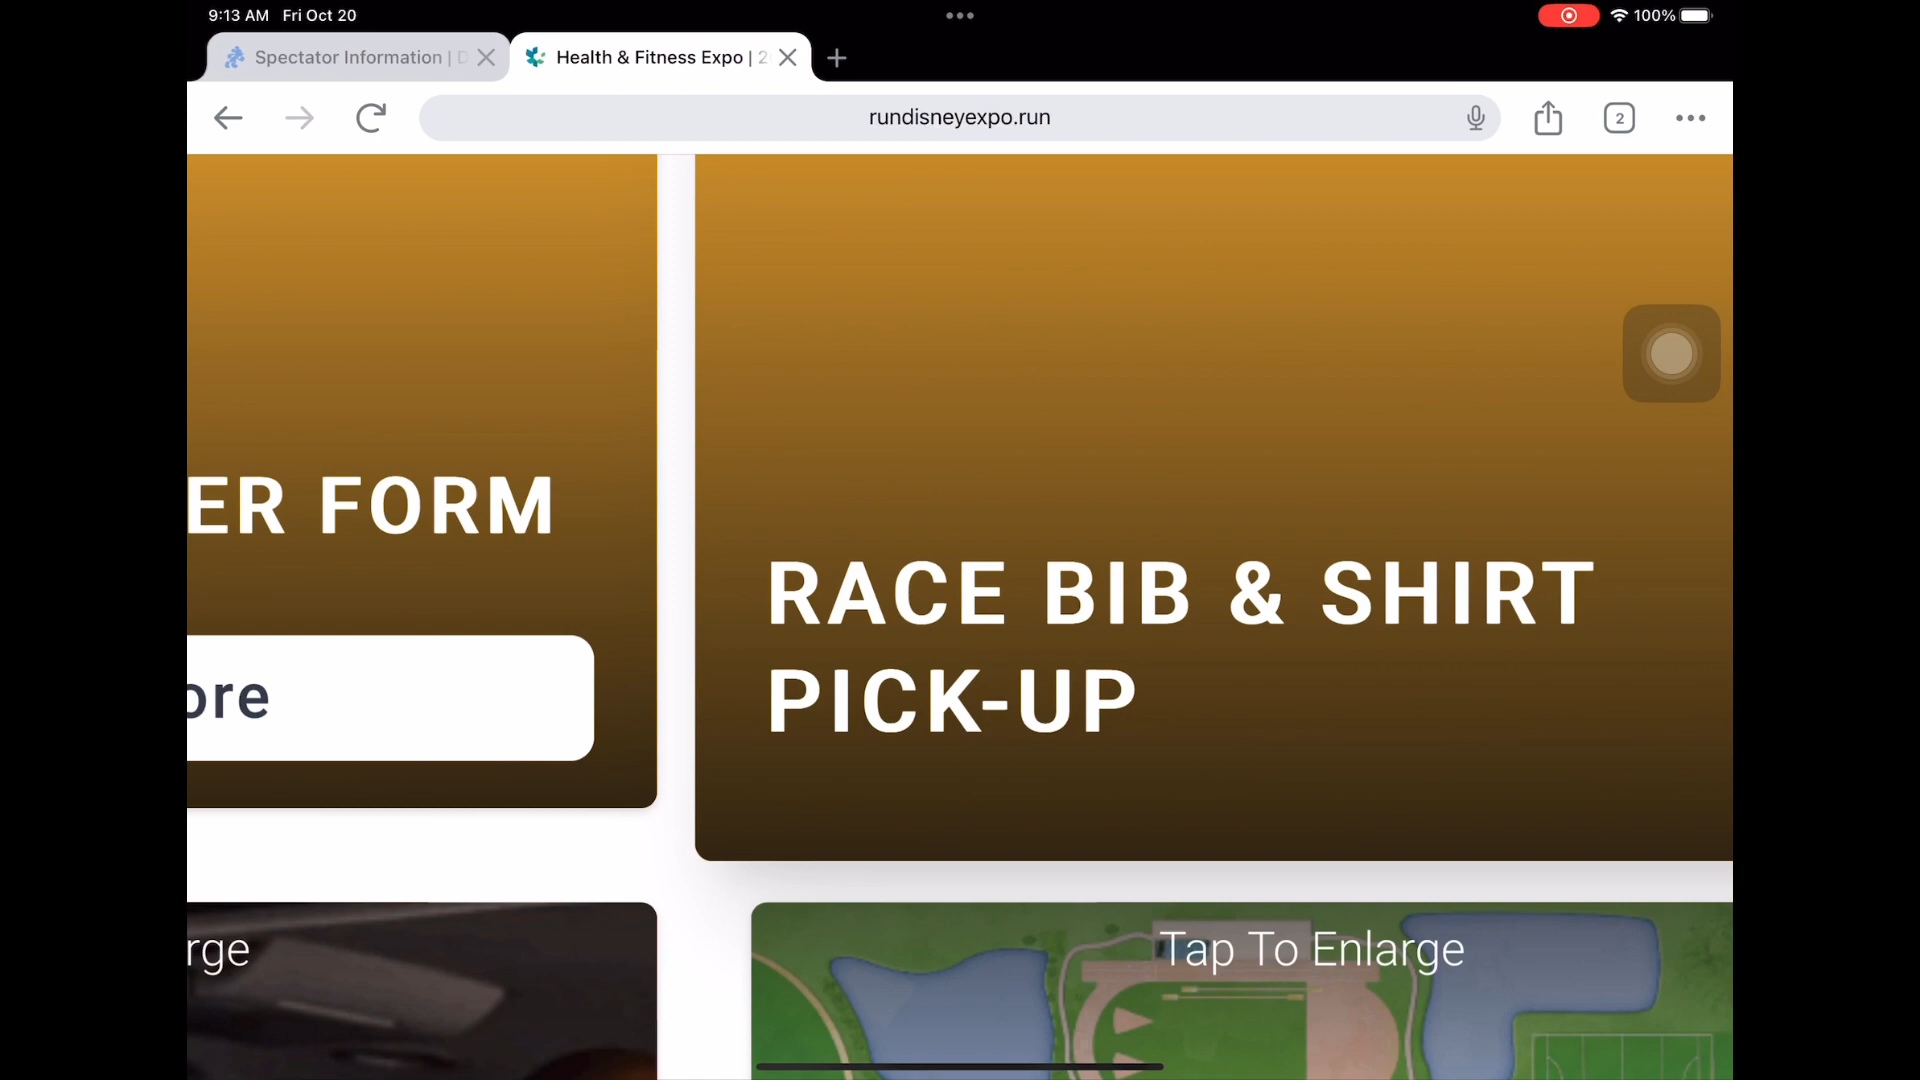 9:13 AM Fri Oct 20
100%
Spectator Information | D
Health & Fitness Expo | 2
rundisneyexpo.run
2
ER FORM
ore
RACE BIB & SHIRT
PICK-UP
rge
Tap To Enlarge